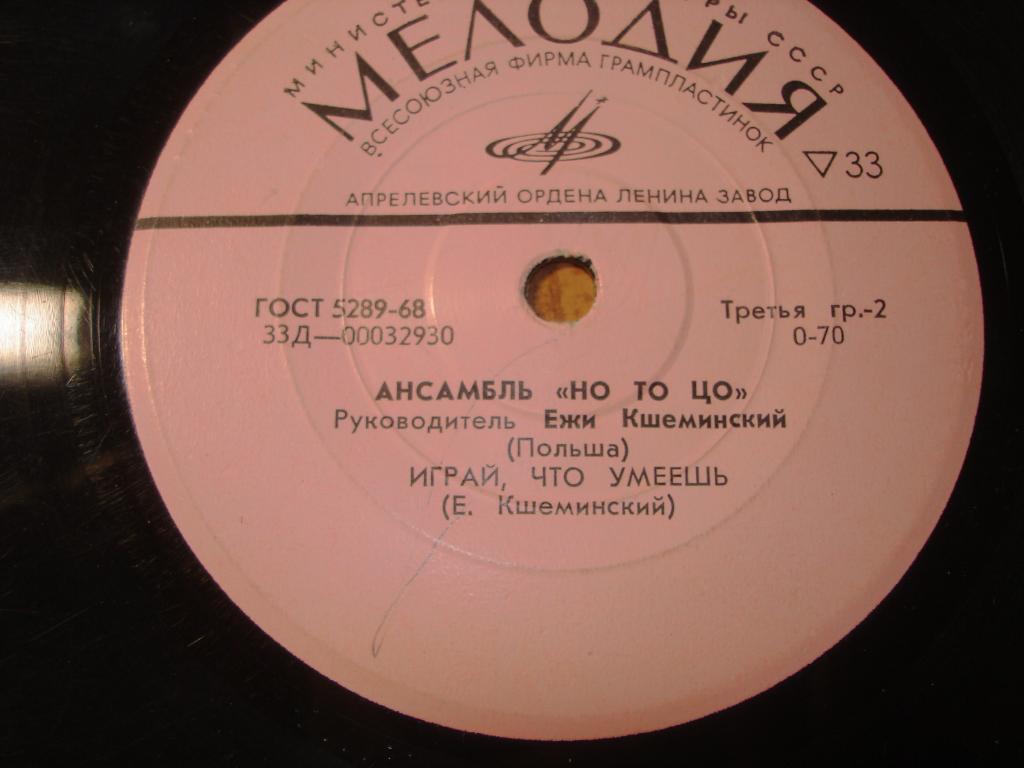 СССР
МЕЛОДИЯ
ВСЕСОЮЗНАЯ ФИРМА ГРАМПЛАСТИНОК
▽33
АПРЕЛЕВСКИЙ ОРДЕНА ЛЕНИНА ЗАВОД
ГОСТ 5289-68
Третья гр.-2
33Д—00032930
0-70
АНСАМБЛЬ «НО ТО ЦО»
Руководитель Ежи Кшеминский
(Польша)
ИГРАЙ, ЧТО УМЕЕШЬ
(Е. Кшеминский)